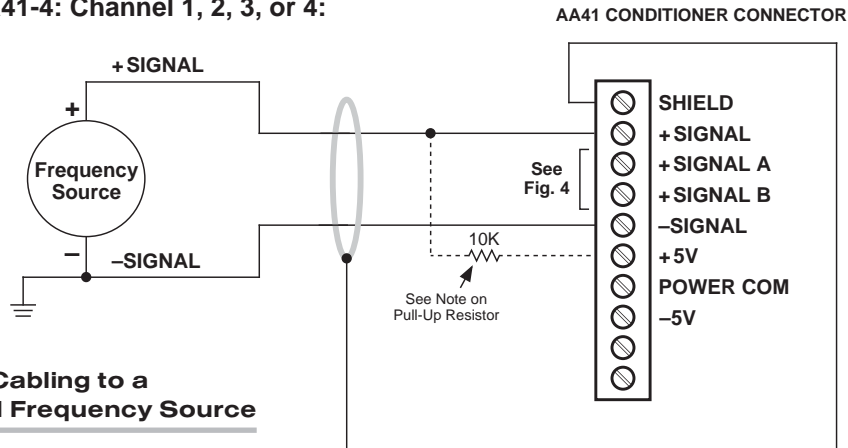 41-4: Channel 1, 2, 3, or 4:
AA41 CONDITIONER CONNECTOR
+SIGNAL
+
Frequency
Source
–
–SIGNAL
See
Fig. 4
10K
See Note on
Pull-Up Resistor
SHIELD
+SIGNAL
+SIGNAL A
+SIGNAL B
–SIGNAL
+5V
POWER COM
–5V
Cabling to a
Frequency Source